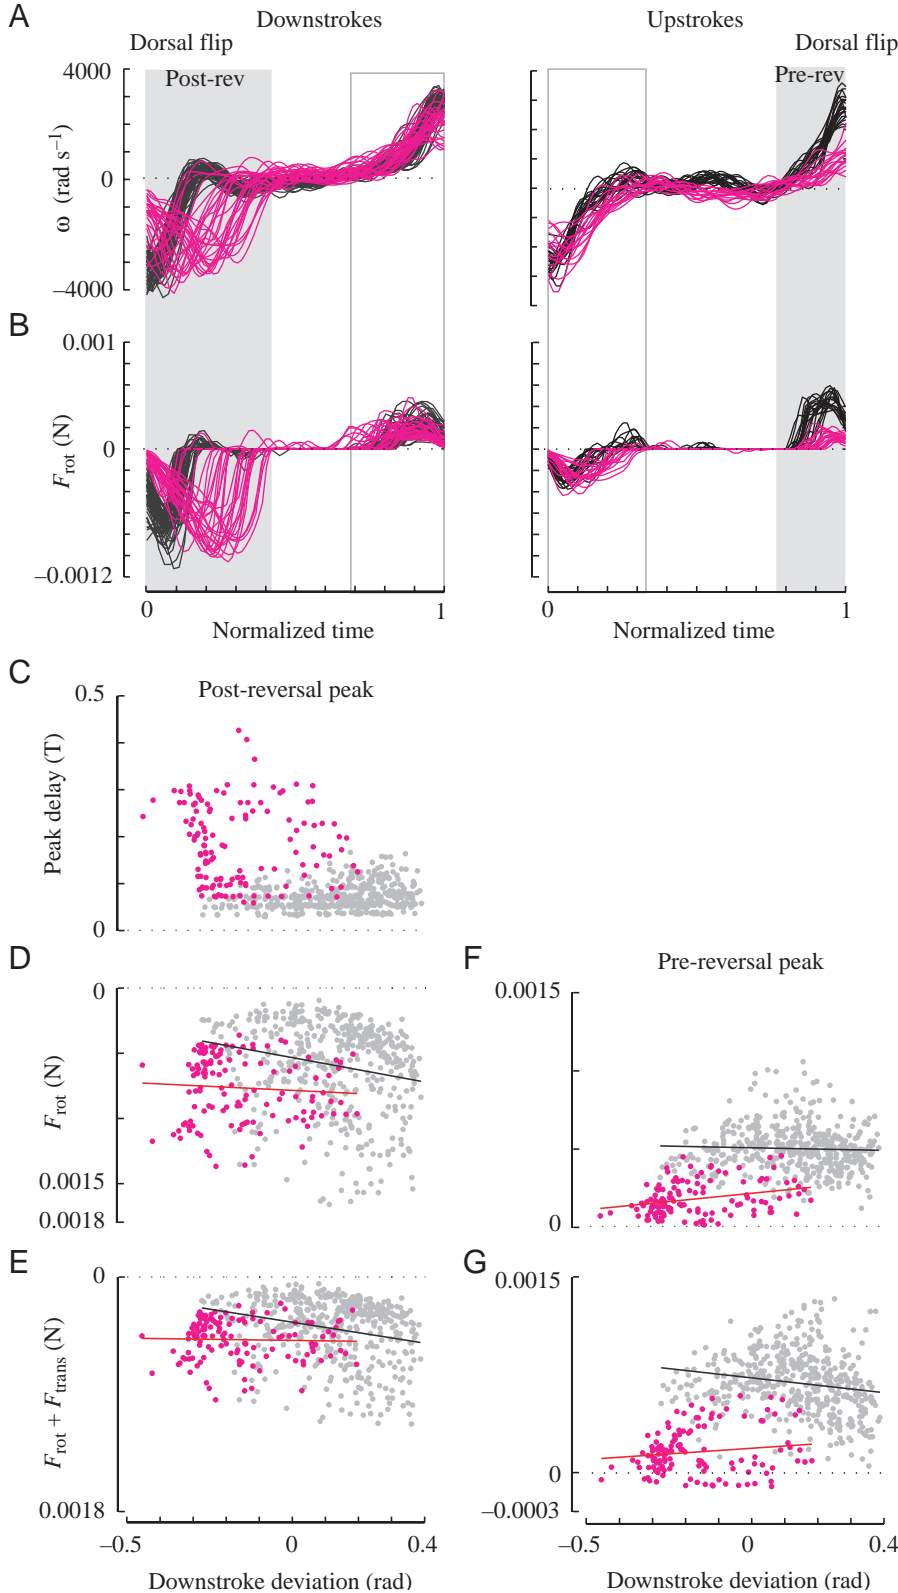 A
Downstrokes
Upstrokes
Dorsal flip
Dorsal flip
4000
Post-rev
Pre-rev
ω (rad s−1)
0
−4000
B
0.001
Frot (N)
0
−0.0012
0
1
0
1
Normalized time
Normalized time
C
Post-reversal peak
0.5
Peak delay (T)
0
D
F
Pre-reversal peak
0
0.0015
Frot (N)
0.0015
0.0018
0
E
G
0
0.0015
Frot + Ftrans (N)
0
0.0018
−0.0003
−0.5
0
0.4
−0.5
0
0.4
Downstroke deviation (rad)
Downstroke deviation (rad)